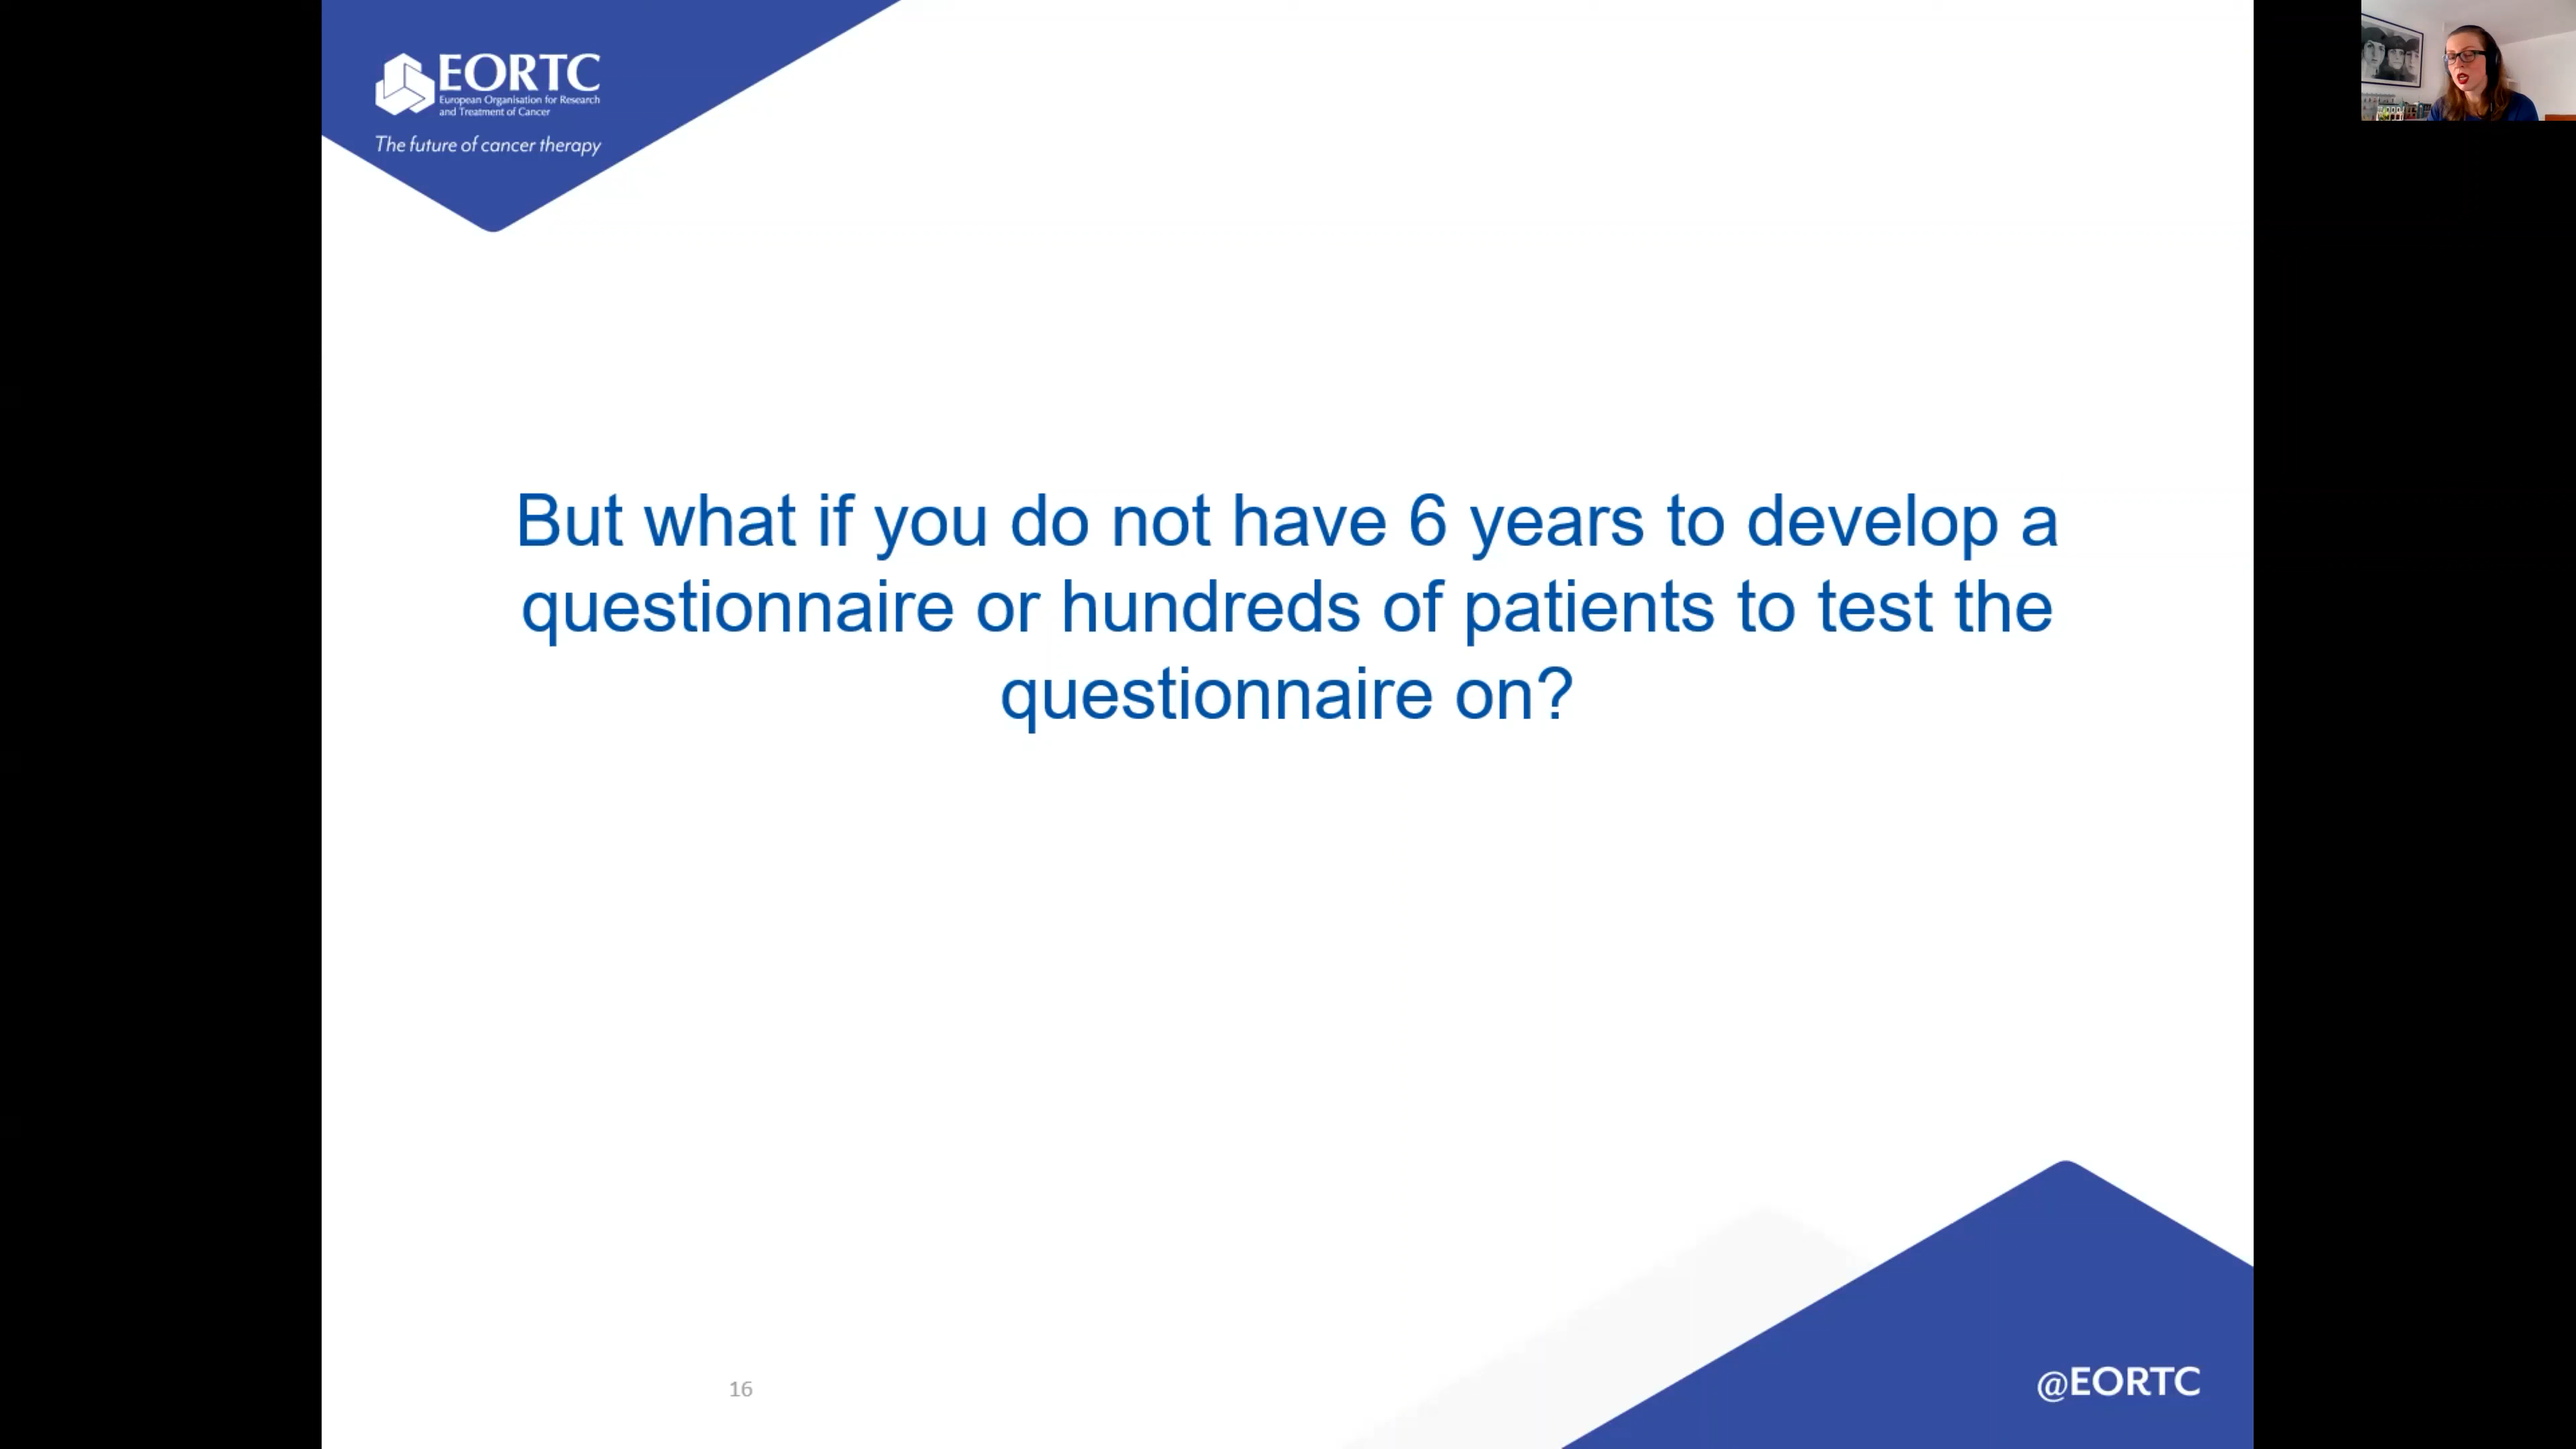 EORTC
European Organisation for Research
and Treatment of Cancer
The future of cancer therapy
But what if you do not have 6 years to develop a
questionnaire or hundreds of patients to test the
questionnaire on?
16
@EORTC